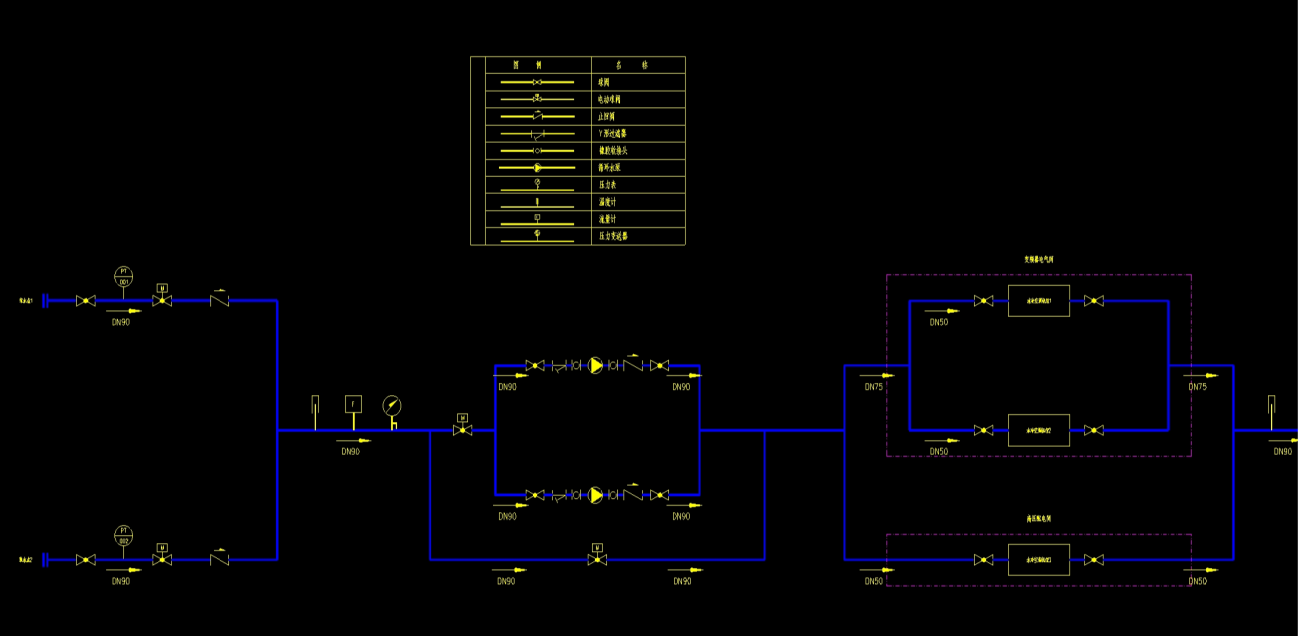 图 例 名 称
球阀
电动球阀
止回阀
Y形过滤器
橡胶软接头
循环水泵
压力表
温度计
流量计
压力变送器
变频器电气间
PT
001
M
DN90
DN50
F
M
DN90
DN90
DN75
DN75
DN90
DN50
DN90
PT
002
M
DN90
DN90
高压配电间
M
DN90
DN90
DN90
DN50
DN50